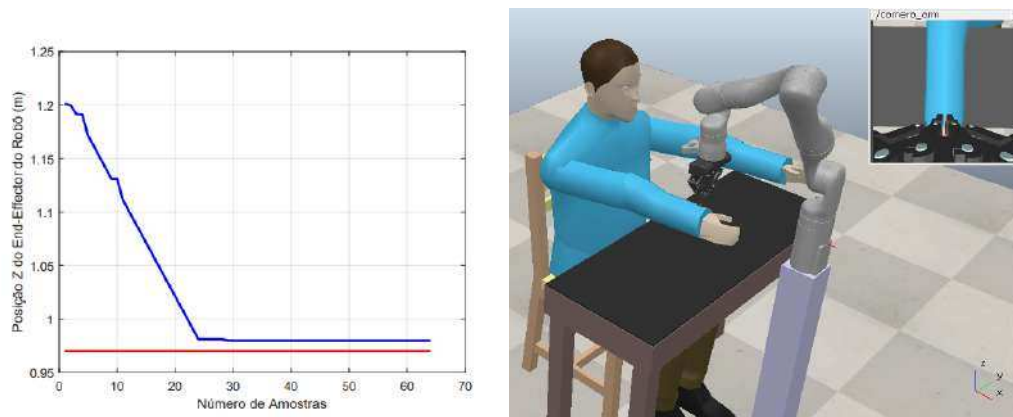 1.25
1.2
1.15
1.1
1.05
1
0.95
0 10 20 30 40 50 60 70
Posição Z do End-Effector do Robô (m)
Número de Amostras
/camera_arm
z
y
x